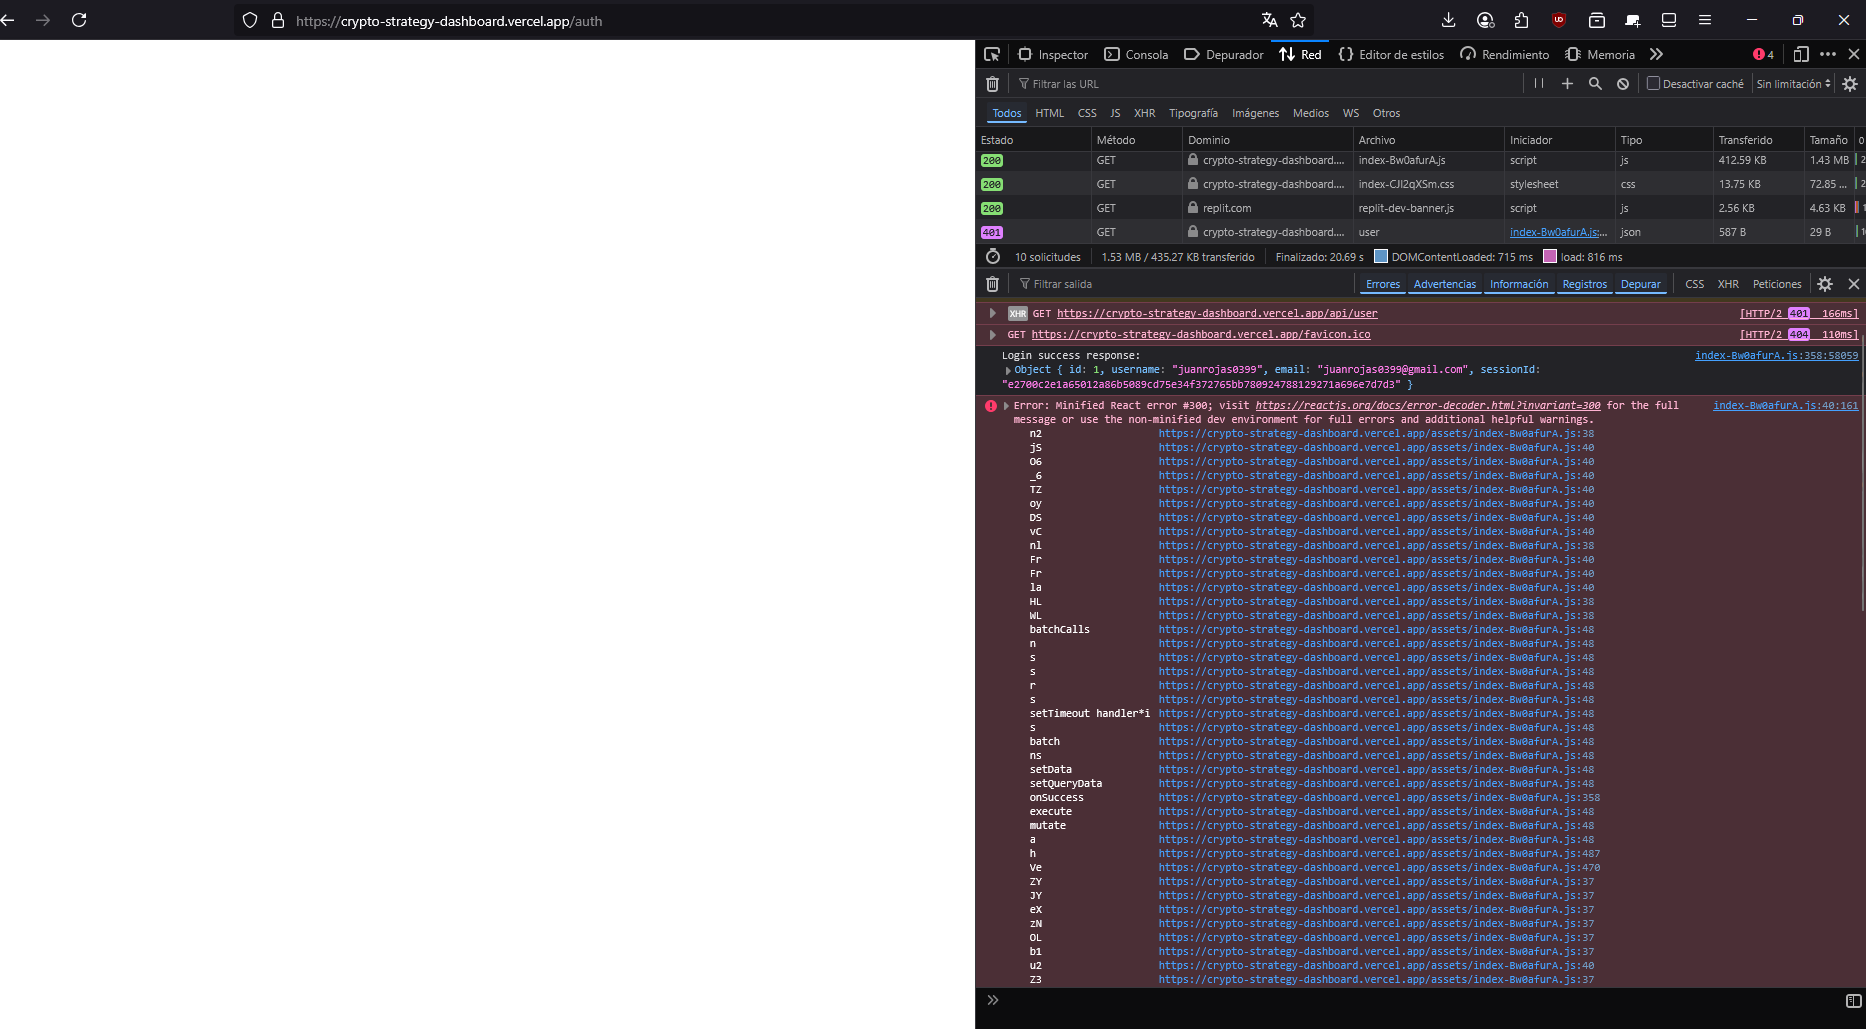 https://crypto-strategy-dashboard.vercel.app/auth
Inspector Consola Depurador Red Editor de estilos Rendimiento Memoria 4
Filtrar las URL Desactivar caché Sin limitación
Todos HTML CSS JS XHR Tipografía Imágenes Medios WS Otros
Estado Método Dominio Archivo Iniciador Tipo Transferido Tamaño 0
200 GET crypto-strategy-dashboard.... index-Bw0afurA.js script js 412.59 KB 1.43 MB 2
200 GET crypto-strategy-dashboard.... index-CJI2qXSm.css stylesheet css 13.75 KB 72.85 ... 2
200 GET replit.com replit-dev-banner.js script js 2.56 KB 4.63 KB 1
401 GET crypto-strategy-dashboard.... user index-Bw0afurA.js:... json 587 B 29 B 1
10 solicitudes 1.53 MB / 435.27 KB transferido Finalizado: 20.69 s DOMContentLoaded: 715 ms load: 816 ms
Filtrar salida Errores Advertencias Información Registros Depurar CSS XHR Peticiones
XHR GET https://crypto-strategy-dashboard.vercel.app/api/user [HTTP/2 401 166ms]
GET https://crypto-strategy-dashboard.vercel.app/favicon.ico [HTTP/2 404 110ms]
Login success response: index-Bw0afurA.js:358:58059
Object { id: 1, username: "juanrojas0399", email: "juanrojas0399@gmail.com", sessionId:
"e2700c2e1a65012a86b5089cd75e34f372765bb780924788129271a696e7d7d3" }
Error: Minified React error #300; visit https://reactjs.org/docs/error-decoder.html?invariant=300 for the full index-Bw0afurA.js:40:161
message or use the non-minified dev environment for full errors and additional helpful warnings.
n2 https://crypto-strategy-dashboard.vercel.app/assets/index-Bw0afurA.js:38
jS https://crypto-strategy-dashboard.vercel.app/assets/index-Bw0afurA.js:40
O6 https://crypto-strategy-dashboard.vercel.app/assets/index-Bw0afurA.js:40
_6 https://crypto-strategy-dashboard.vercel.app/assets/index-Bw0afurA.js:40
TZ https://crypto-strategy-dashboard.vercel.app/assets/index-Bw0afurA.js:40
oy https://crypto-strategy-dashboard.vercel.app/assets/index-Bw0afurA.js:40
DS https://crypto-strategy-dashboard.vercel.app/assets/index-Bw0afurA.js:40
vC https://crypto-strategy-dashboard.vercel.app/assets/index-Bw0afurA.js:40
nl https://crypto-strategy-dashboard.vercel.app/assets/index-Bw0afurA.js:38
Fr https://crypto-strategy-dashboard.vercel.app/assets/index-Bw0afurA.js:40
Fr https://crypto-strategy-dashboard.vercel.app/assets/index-Bw0afurA.js:40
la https://crypto-strategy-dashboard.vercel.app/assets/index-Bw0afurA.js:40
HL https://crypto-strategy-dashboard.vercel.app/assets/index-Bw0afurA.js:38
WL https://crypto-strategy-dashboard.vercel.app/assets/index-Bw0afurA.js:38
batchCalls https://crypto-strategy-dashboard.vercel.app/assets/index-Bw0afurA.js:48
n https://crypto-strategy-dashboard.vercel.app/assets/index-Bw0afurA.js:48
s https://crypto-strategy-dashboard.vercel.app/assets/index-Bw0afurA.js:48
s https://crypto-strategy-dashboard.vercel.app/assets/index-Bw0afurA.js:48
r https://crypto-strategy-dashboard.vercel.app/assets/index-Bw0afurA.js:48
s https://crypto-strategy-dashboard.vercel.app/assets/index-Bw0afurA.js:48
setTimeout handler*i https://crypto-strategy-dashboard.vercel.app/assets/index-Bw0afurA.js:48
s https://crypto-strategy-dashboard.vercel.app/assets/index-Bw0afurA.js:48
batch https://crypto-strategy-dashboard.vercel.app/assets/index-Bw0afurA.js:48
ns https://crypto-strategy-dashboard.vercel.app/assets/index-Bw0afurA.js:48
setData https://crypto-strategy-dashboard.vercel.app/assets/index-Bw0afurA.js:48
setQueryData https://crypto-strategy-dashboard.vercel.app/assets/index-Bw0afurA.js:48
onSuccess https://crypto-strategy-dashboard.vercel.app/assets/index-Bw0afurA.js:358
execute https://crypto-strategy-dashboard.vercel.app/assets/index-Bw0afurA.js:48
mutate https://crypto-strategy-dashboard.vercel.app/assets/index-Bw0afurA.js:48
a https://crypto-strategy-dashboard.vercel.app/assets/index-Bw0afurA.js:48
h https://crypto-strategy-dashboard.vercel.app/assets/index-Bw0afurA.js:487
Ve https://crypto-strategy-dashboard.vercel.app/assets/index-Bw0afurA.js:470
ZY https://crypto-strategy-dashboard.vercel.app/assets/index-Bw0afurA.js:37
JY https://crypto-strategy-dashboard.vercel.app/assets/index-Bw0afurA.js:37
eX https://crypto-strategy-dashboard.vercel.app/assets/index-Bw0afurA.js:37
zN https://crypto-strategy-dashboard.vercel.app/assets/index-Bw0afurA.js:37
OL https://crypto-strategy-dashboard.vercel.app/assets/index-Bw0afurA.js:37
b1 https://crypto-strategy-dashboard.vercel.app/assets/index-Bw0afurA.js:37
u2 https://crypto-strategy-dashboard.vercel.app/assets/index-Bw0afurA.js:40
Z3 https://crypto-strategy-dashboard.vercel.app/assets/index-Bw0afurA.js:37